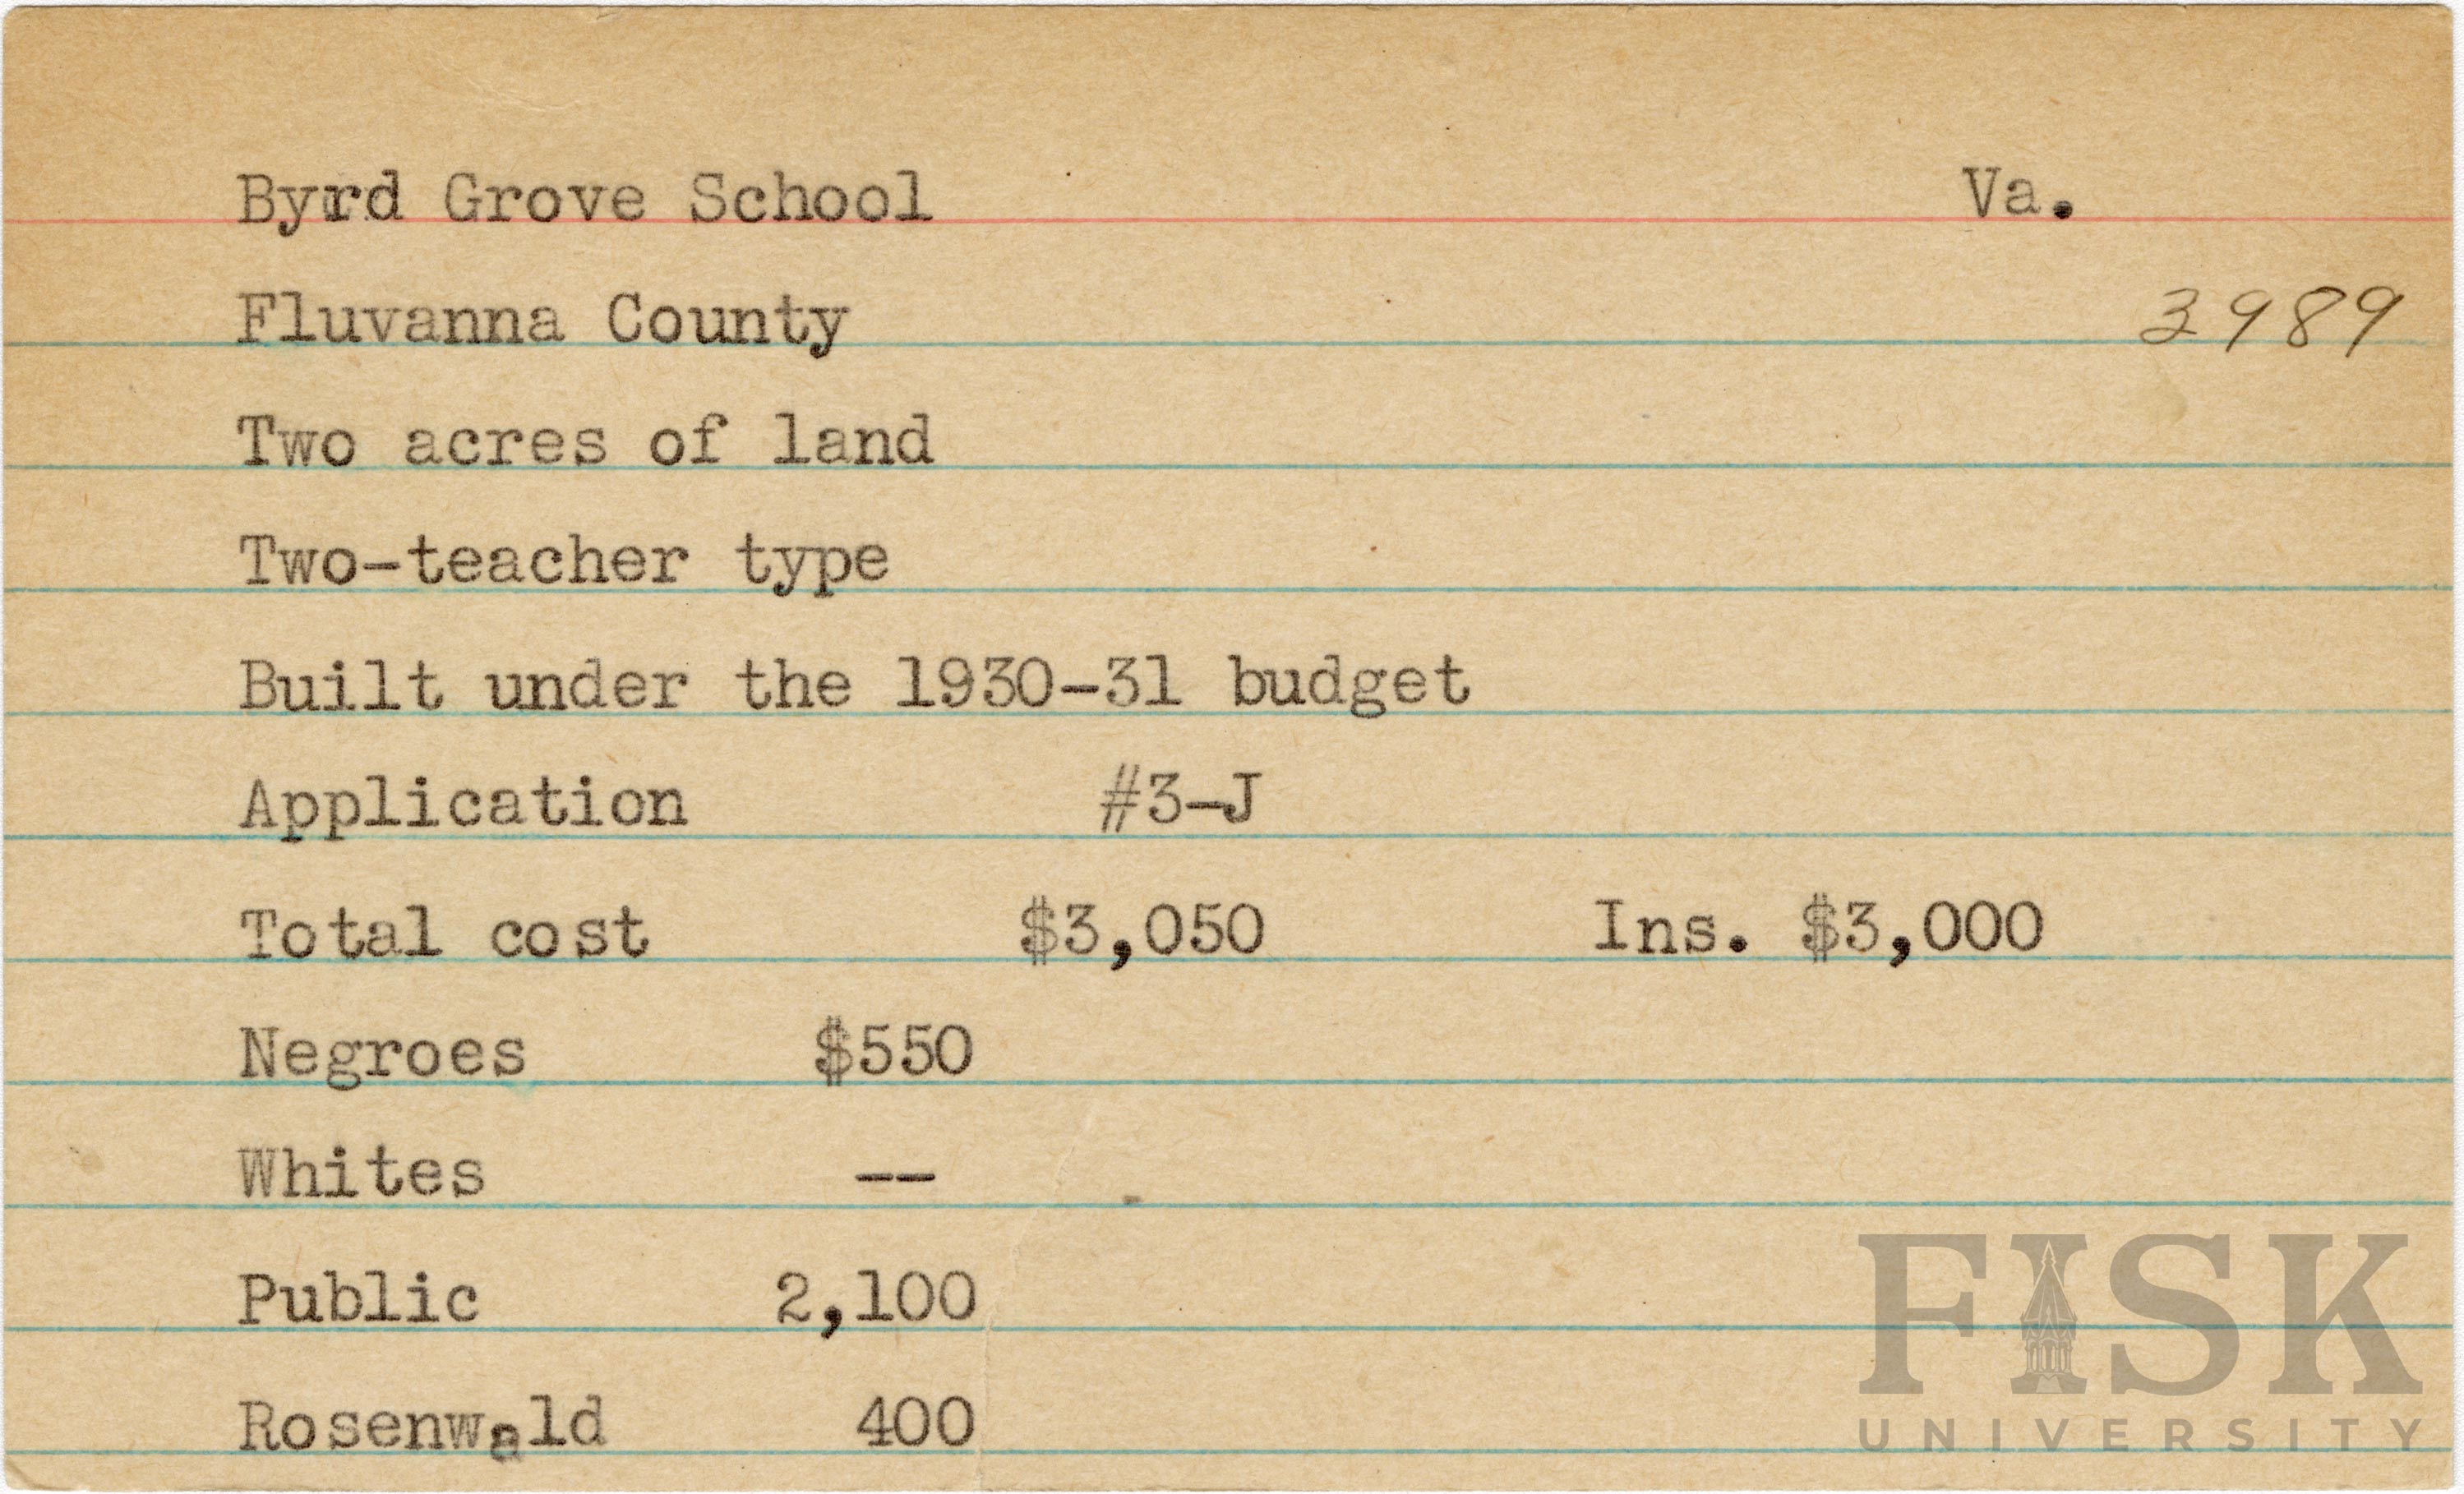 Byrd Grove School Va.
Fluvanna County 3989
Two acres of land
Two-teacher type
Built under the 1930-31 budget
Application #3-J
Total cost $3,050 Ins. $3,000
Negroes $550
Whites --
Public 2,100
Rosenwald 400
FISK
UNIVERSITY